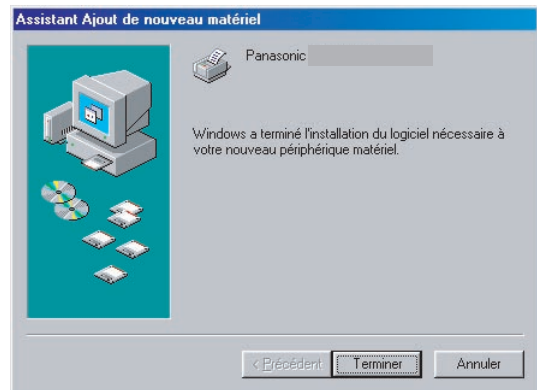 Assistant Ajout de nouveau matériel
Panasonic
Windows a terminé l'installation du logiciel nécessaire à
votre nouveau périphérique matériel.
< Précédent Terminer Annuler